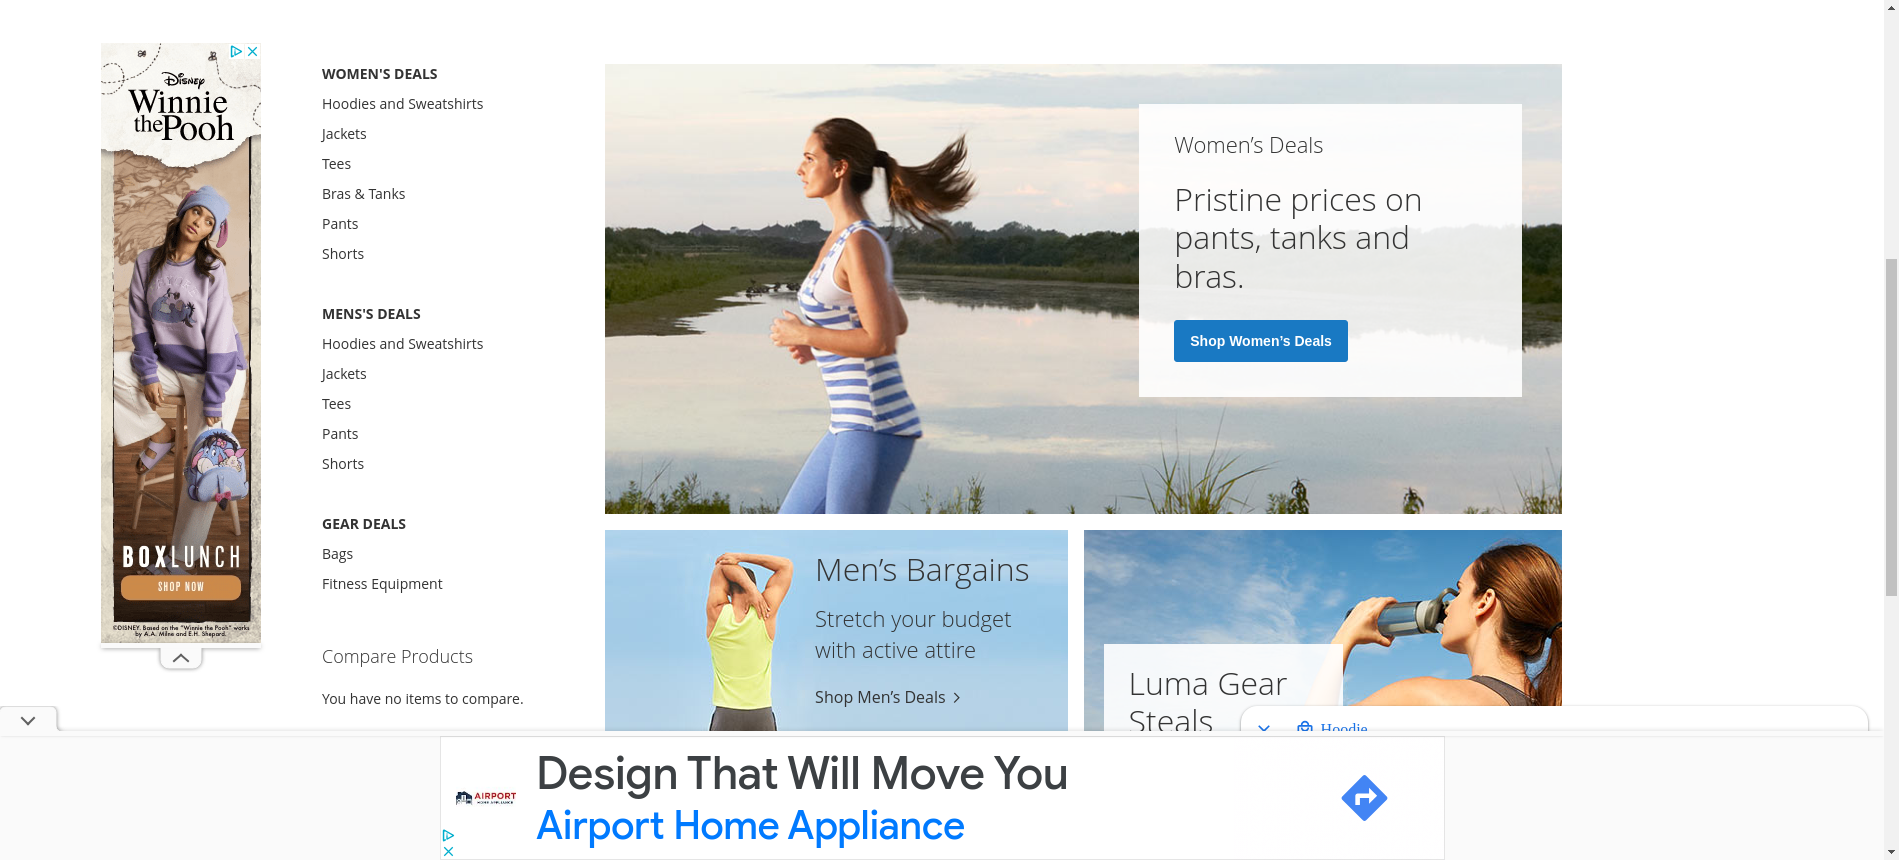 Disney
Winnie
the Pooh
BOXLUNCH
SHOP NOW
©DISNEY. Based on the "Winnie the Pooh" works
by A.A. Milne and E.H. Shepard.
WOMEN'S DEALS
Hoodies and Sweatshirts
Jackets
Tees
Bras & Tanks
Pants
Shorts
MENS'S DEALS
Hoodies and Sweatshirts
Jackets
Tees
Pants
Shorts
GEAR DEALS
Bags
Fitness Equipment
Compare Products
You have no items to compare.
Women’s Deals
Pristine prices on
pants, tanks and
bras.
Shop Women’s Deals
Men’s Bargains
Stretch your budget
with active attire
Shop Men’s Deals
Luma Gear
Steals
Hoodie
AIRPORT
HOME APPLIANCE
Design That Will Move You
Airport Home Appliance